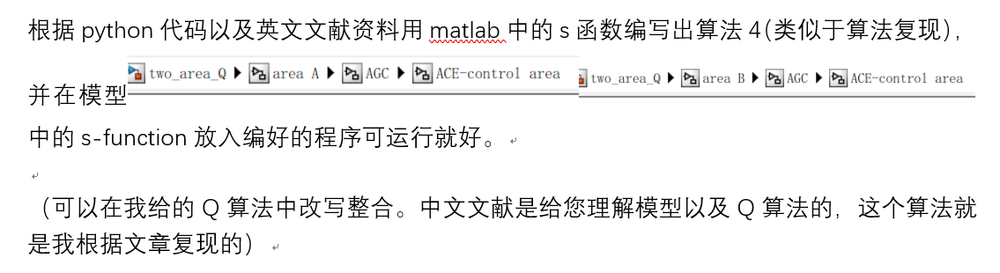 根据 python 代码以及英文文献资料用 matlab 中的 s 函数编写出算法 4(类似于算法复现)，
并在模型 two_area_Q ▶ area A ▶ AGC ▶ ACE-control area two_area_Q ▶ area B ▶ AGC ▶ ACE-control area
中的 s-function 放入编好的程序可运行就好。
（可以在我给的 Q 算法中改写整合。中文文献是给您理解模型以及 Q 算法的，这个算法就
是我根据文章复现的）